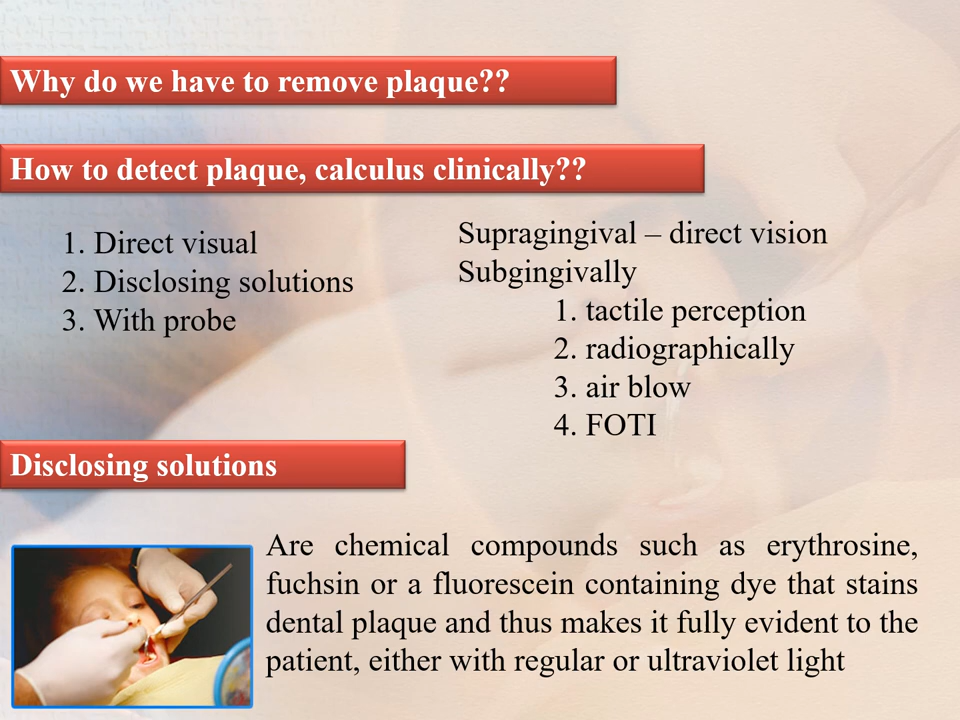 Why do we have to remove plaque??
How to detect plaque, calculus clinically??
1. Direct visual
2. Disclosing solutions
3. With probe
Supragingival – direct vision
Subgingivally
1. tactile perception
2. radiographically
3. air blow
4. FOTI
Disclosing solutions
Are chemical compounds such as erythrosine,
fuchsin or a fluorescein containing dye that stains
dental plaque and thus makes it fully evident to the
patient, either with regular or ultraviolet light